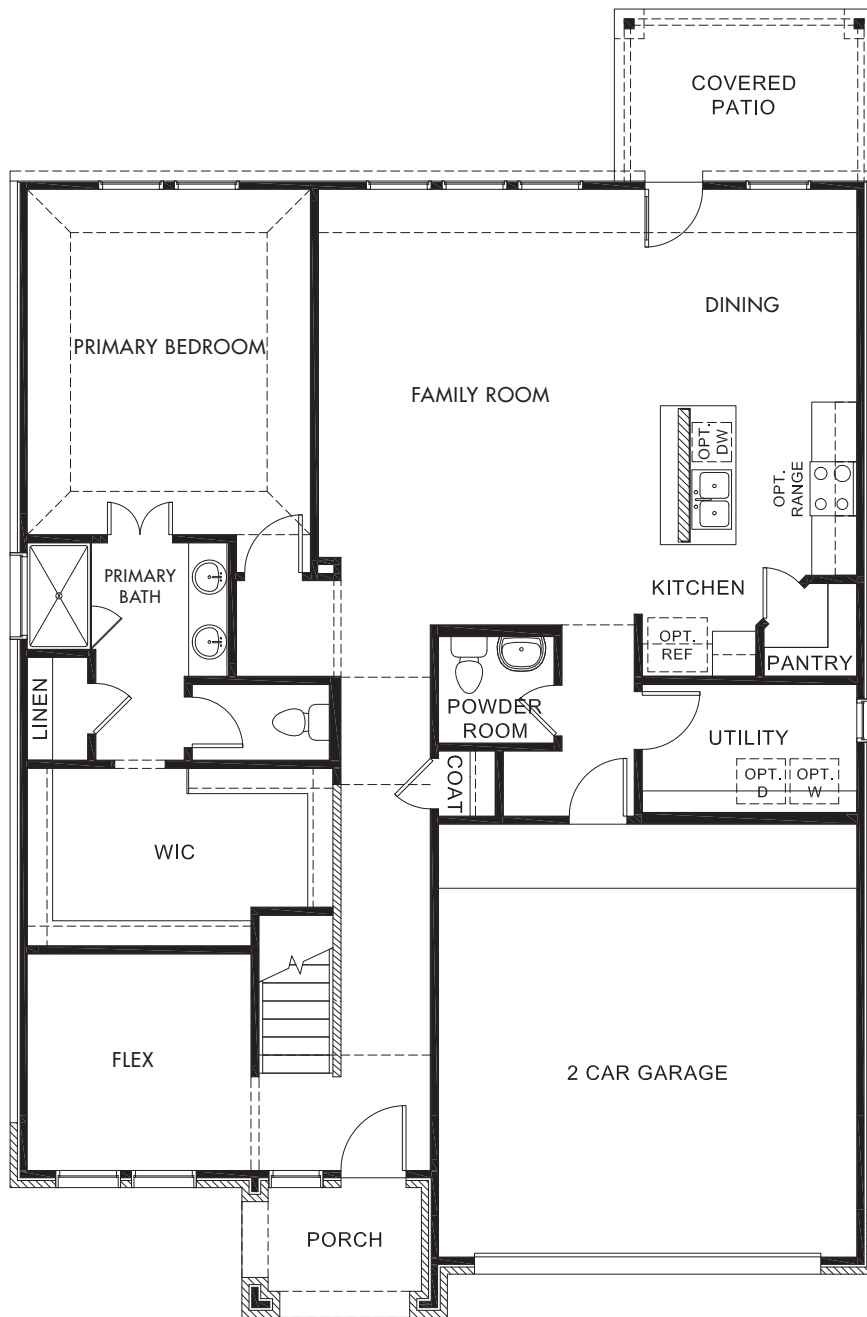 COVERED
PATIO
DINING
PRIMARY BEDROOM
FAMILY ROOM
OPT.
DW
OPT.
RANGE
PRIMARY
BATH
KITCHEN
OPT.
REF
PANTRY
LINEN
POWDER
ROOM
UTILITY
COAT
OPT.
D
OPT.
W
WIC
FLEX
2 CAR GARAGE
PORCH